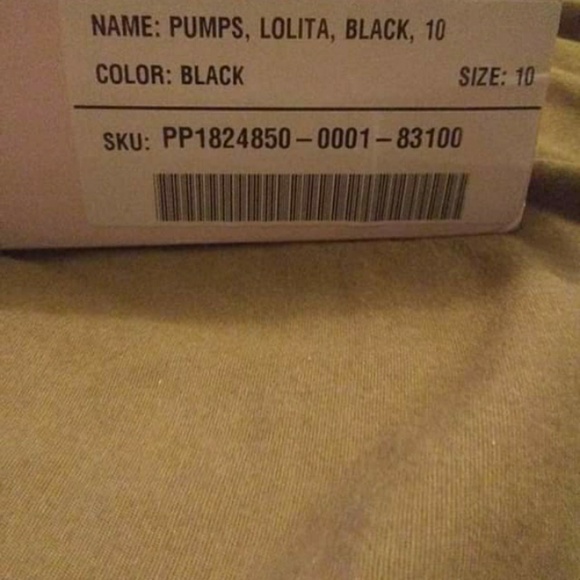 NAME: PUMPS, LOLITA, BLACK, 10
COLOR: BLACK SIZE: 10
SKU: PP1824850-0001-83100